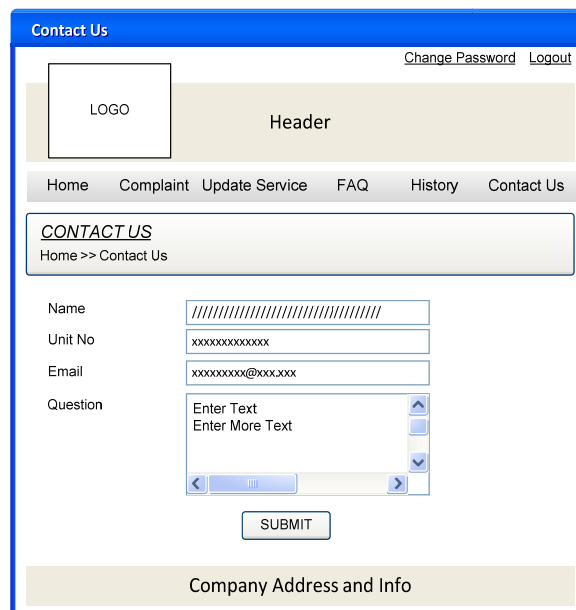 Contact Us
Change Password Logout
LOGO
Header
Home Complaint Update Service FAQ History Contact Us
CONTACT US
Home >> Contact Us
Name ////////////////////////////////////
Unit No xxxxxxxxxxxxx
Email xxxxxxxxx@xxx.xxx
Question Enter Text
Enter More Text
SUBMIT
Company Address and Info